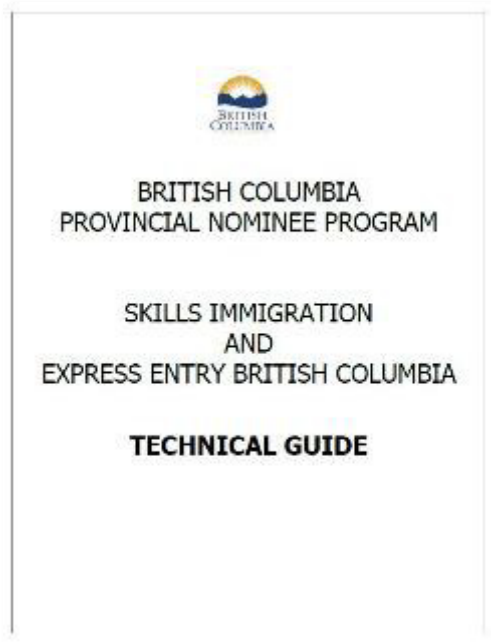 BRITISH
COLUMBIA
BRITISH COLUMBIA
PROVINCIAL NOMINEE PROGRAM
SKILLS IMMIGRATION
AND
EXPRESS ENTRY BRITISH COLUMBIA
TECHNICAL GUIDE